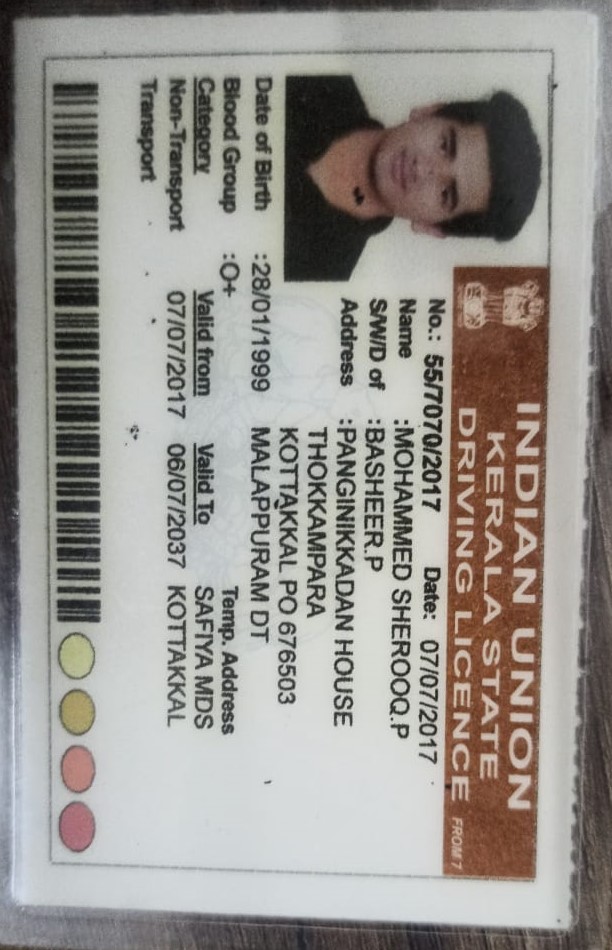 INDIAN UNION
KERALA STATE
DRIVING LICENCE FROM 7
No.: 55/7070/2017 Date: 07/07/2017
Name :MOHAMMED SHEROOQ.P
S/W/D of :BASHEER.P
Address :PANGINIKKADAN HOUSE
THOKKAMPARA
KOTTAKKAL PO 676503
Date of Birth :28/01/1999 MALAPPURAM DT
Blood Group :O+ Temp. Address
Category Valid from Valid To SAFIYA MDS
Non-Transport 07/07/2017 06/07/2037 KOTTAKKAL
Transport